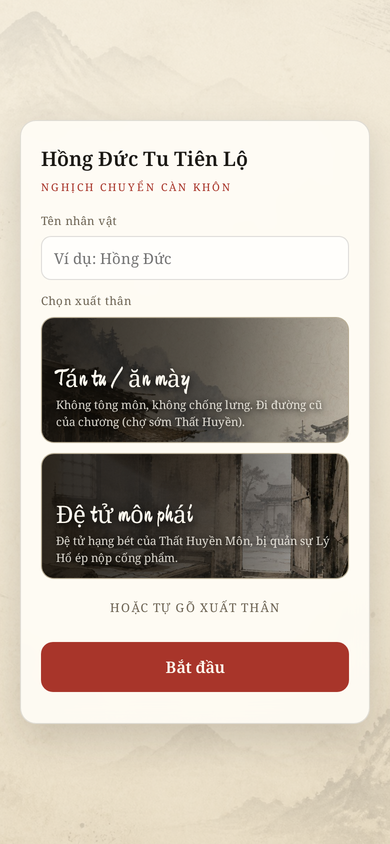 Hồng Đức Tu Tiên Lộ
NGHỊCH CHUYỂN CÀN KHÔN
Tên nhân vật
Ví dụ: Hồng Đức
Chọn xuất thân
Tán tu / ăn mày
Không tông môn, không chống lưng. Đi đường cũ
của chương (chợ sớm Thất Huyền).
Đệ tử môn phái
Đệ tử hạng bét của Thất Huyền Môn, bị quản sự Lý
Hổ ép nộp cống phẩm.
HOẶC TỰ GÕ XUẤT THÂN
Bắt đầu